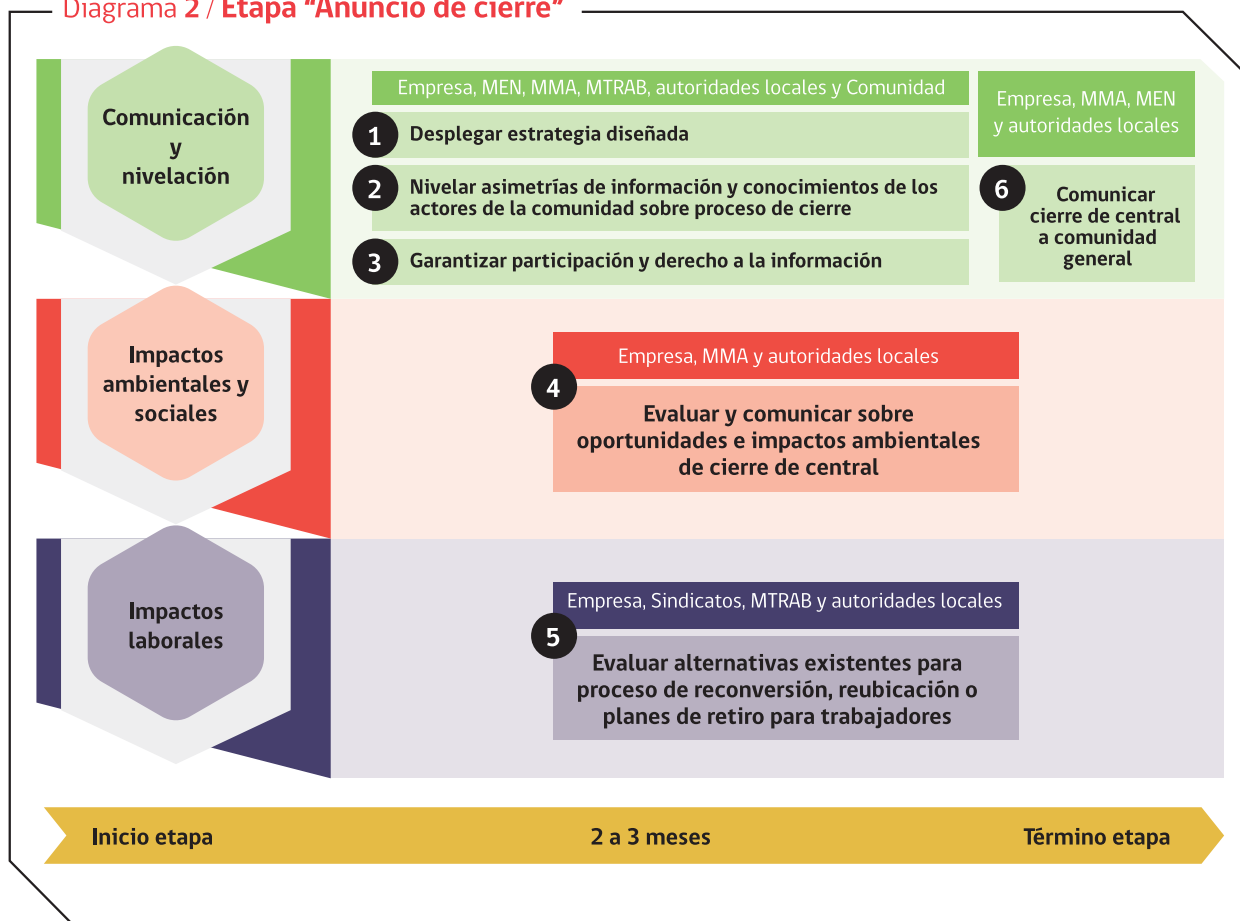 Diagrama 2 / Etapa "Anuncio de cierre"
Comunicación
y
nivelación
Empresa, MEN, MMA, MTRAB, autoridades locales y Comunidad
1 Desplegar estrategia diseñada
2 Nivelar asimetrías de información y conocimientos de los
actores de la comunidad sobre proceso de cierre
3 Garantizar participación y derecho a la información
Empresa, MMA, MEN
y autoridades locales
6 Comunicar
cierre de central
a comunidad
general
Impactos
ambientales y
sociales
Empresa, MMA y autoridades locales
4
Evaluar y comunicar sobre
oportunidades e impactos ambientales
de cierre de central
Impactos
laborales
Empresa, Sindicatos, MTRAB y autoridades locales
5
Evaluar alternativas existentes para
proceso de reconversión, reubicación o
planes de retiro para trabajadores
Inicio etapa
2 a 3 meses
Término etapa